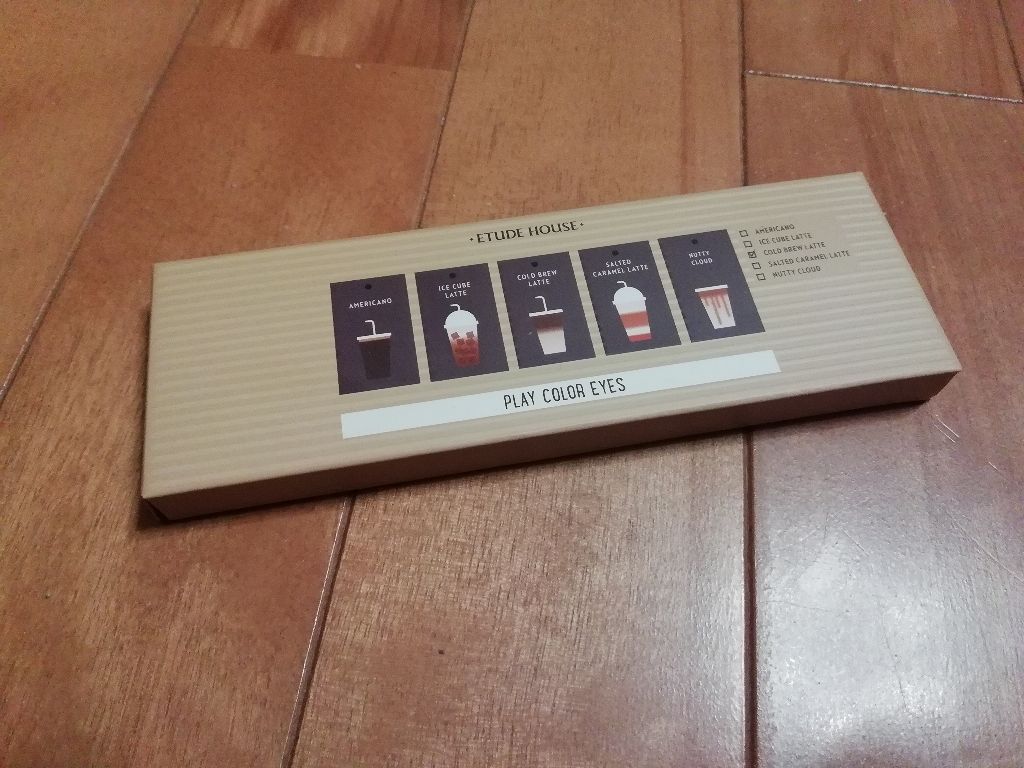 · ETUDE HOUSE ·
AMERICANO
ICE CUBE
LATTE
COLD BREW
LATTE
SALTED
CARAMEL LATTE
NUTTY
CLOUD
AMERICANO
ICE CUBE LATTE
COLD BREW LATTE
SALTED CARAMEL LATTE
NUTTY CLOUD
PLAY COLOR EYES